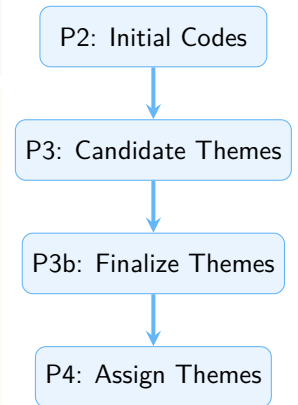 P2: Initial Codes
P3: Candidate Themes
P3b: Finalize Themes
P4: Assign Themes